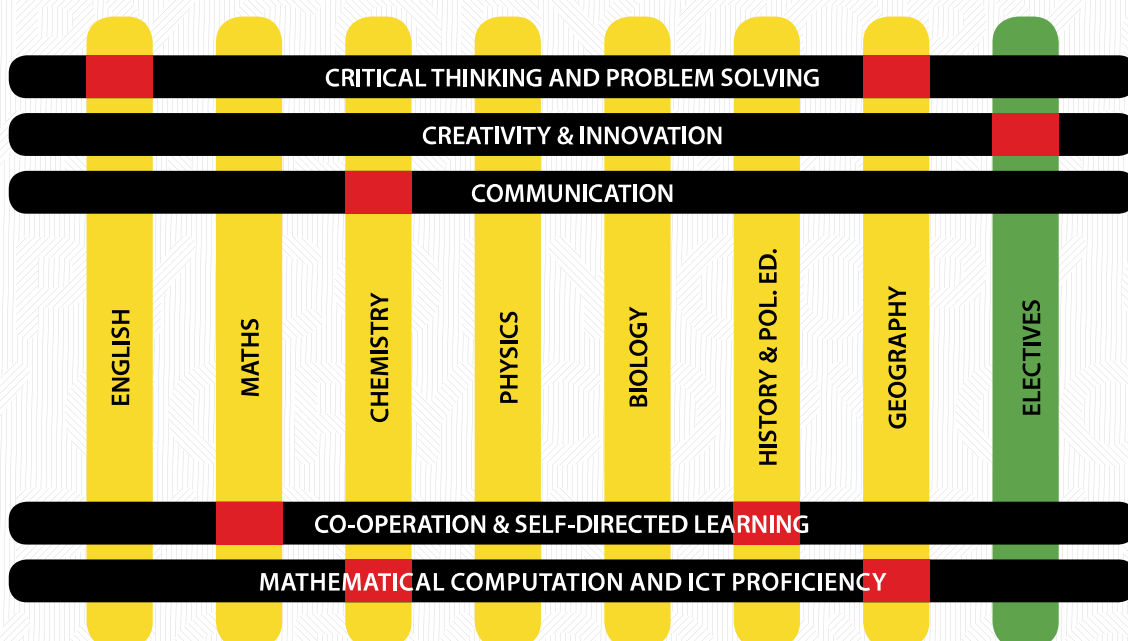 CRITICAL THINKING AND PROBLEM SOLVING
CREATIVITY & INNOVATION
COMMUNICATION
ENGLISH
MATHS
CHEMISTRY
PHYSICS
BIOLOGY
HISTORY & POL. ED.
GEOGRAPHY
ELECTIVES
CO-OPERATION & SELF-DIRECTED LEARNING
MATHEMATICAL COMPUTATION AND ICT PROFICIENCY